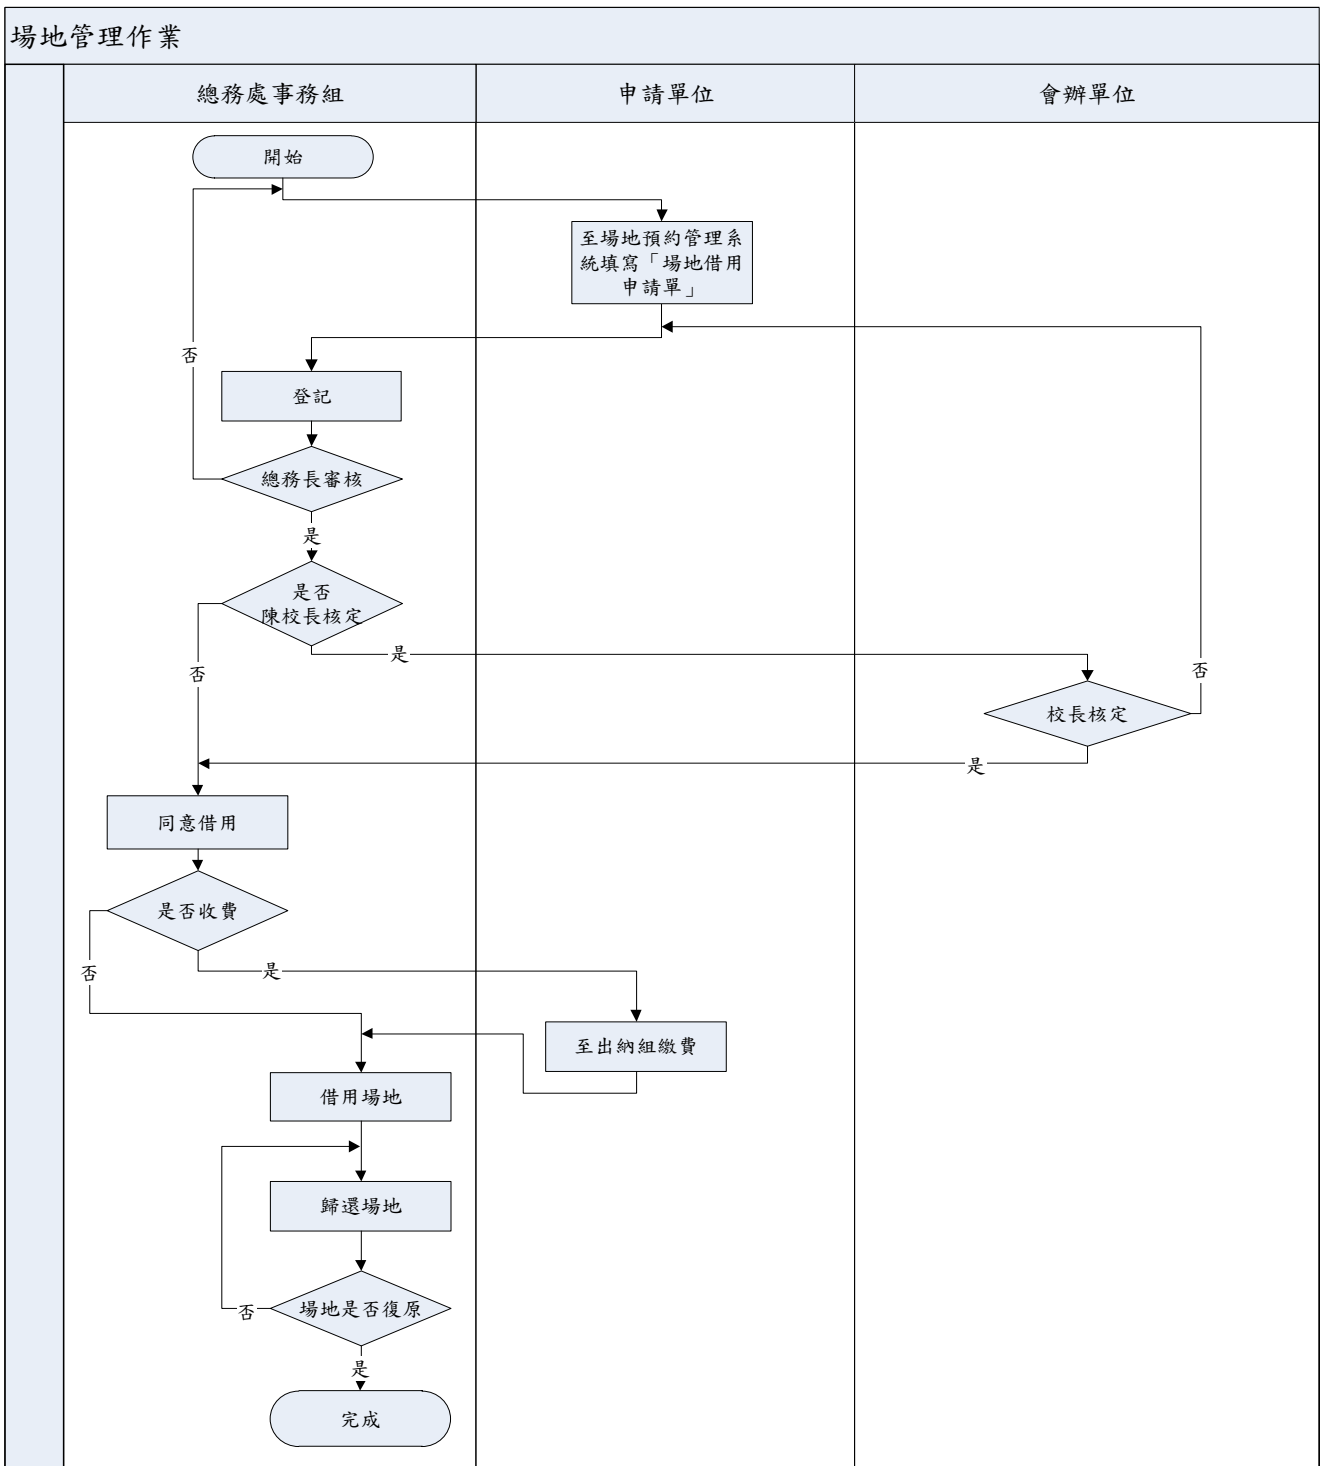 場地管理作業
總務處事務組
申請單位
會辦單位
開始
至場地預約管理系
統填寫「場地借用
申請單」
否
登記
總務長審核
是
是否
陳校長核定
是
否
否
校長核定
是
同意借用
是否收費
是
否
至出納組繳費
借用場地
歸還場地
場地是否復原
否
是
完成